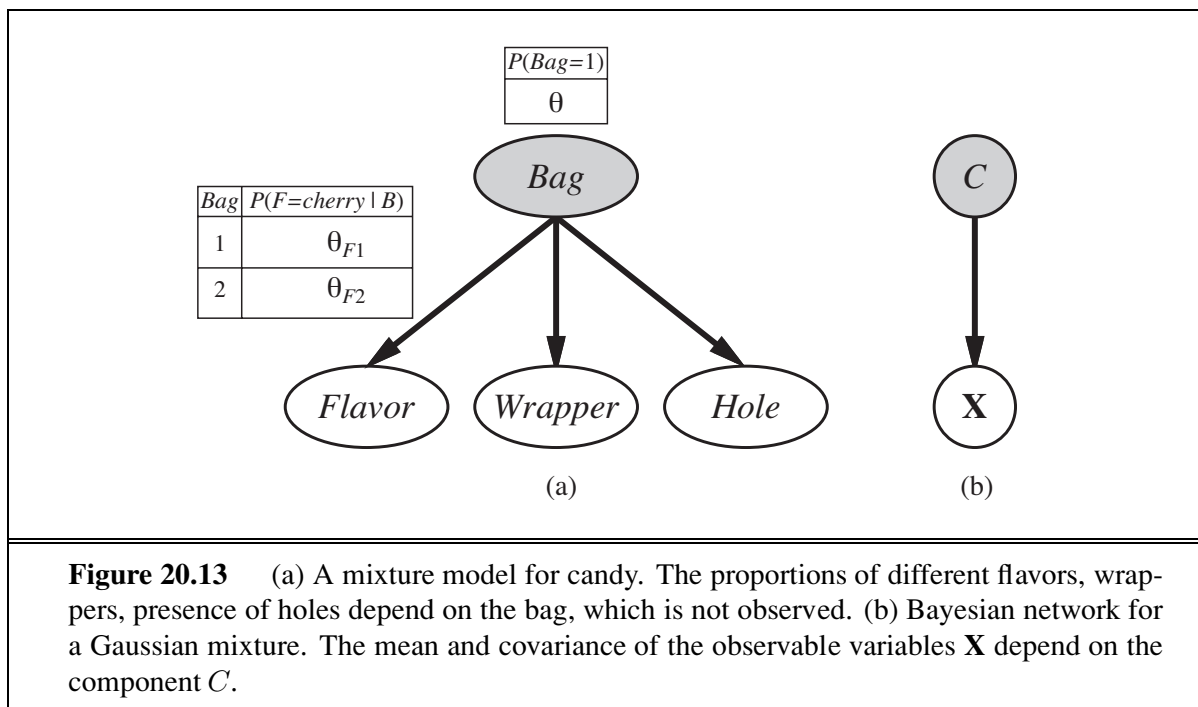 P(Bag=1)
θ
Bag
C
Bag P(F=cherry | B)
1 θF1
2 θF2
Flavor Wrapper Hole X
(a) (b)
Figure 20.13 (a) A mixture model for candy. The proportions of different flavors, wrap-
pers, presence of holes depend on the bag, which is not observed. (b) Bayesian network for
a Gaussian mixture. The mean and covariance of the observable variables X depend on the
component C.